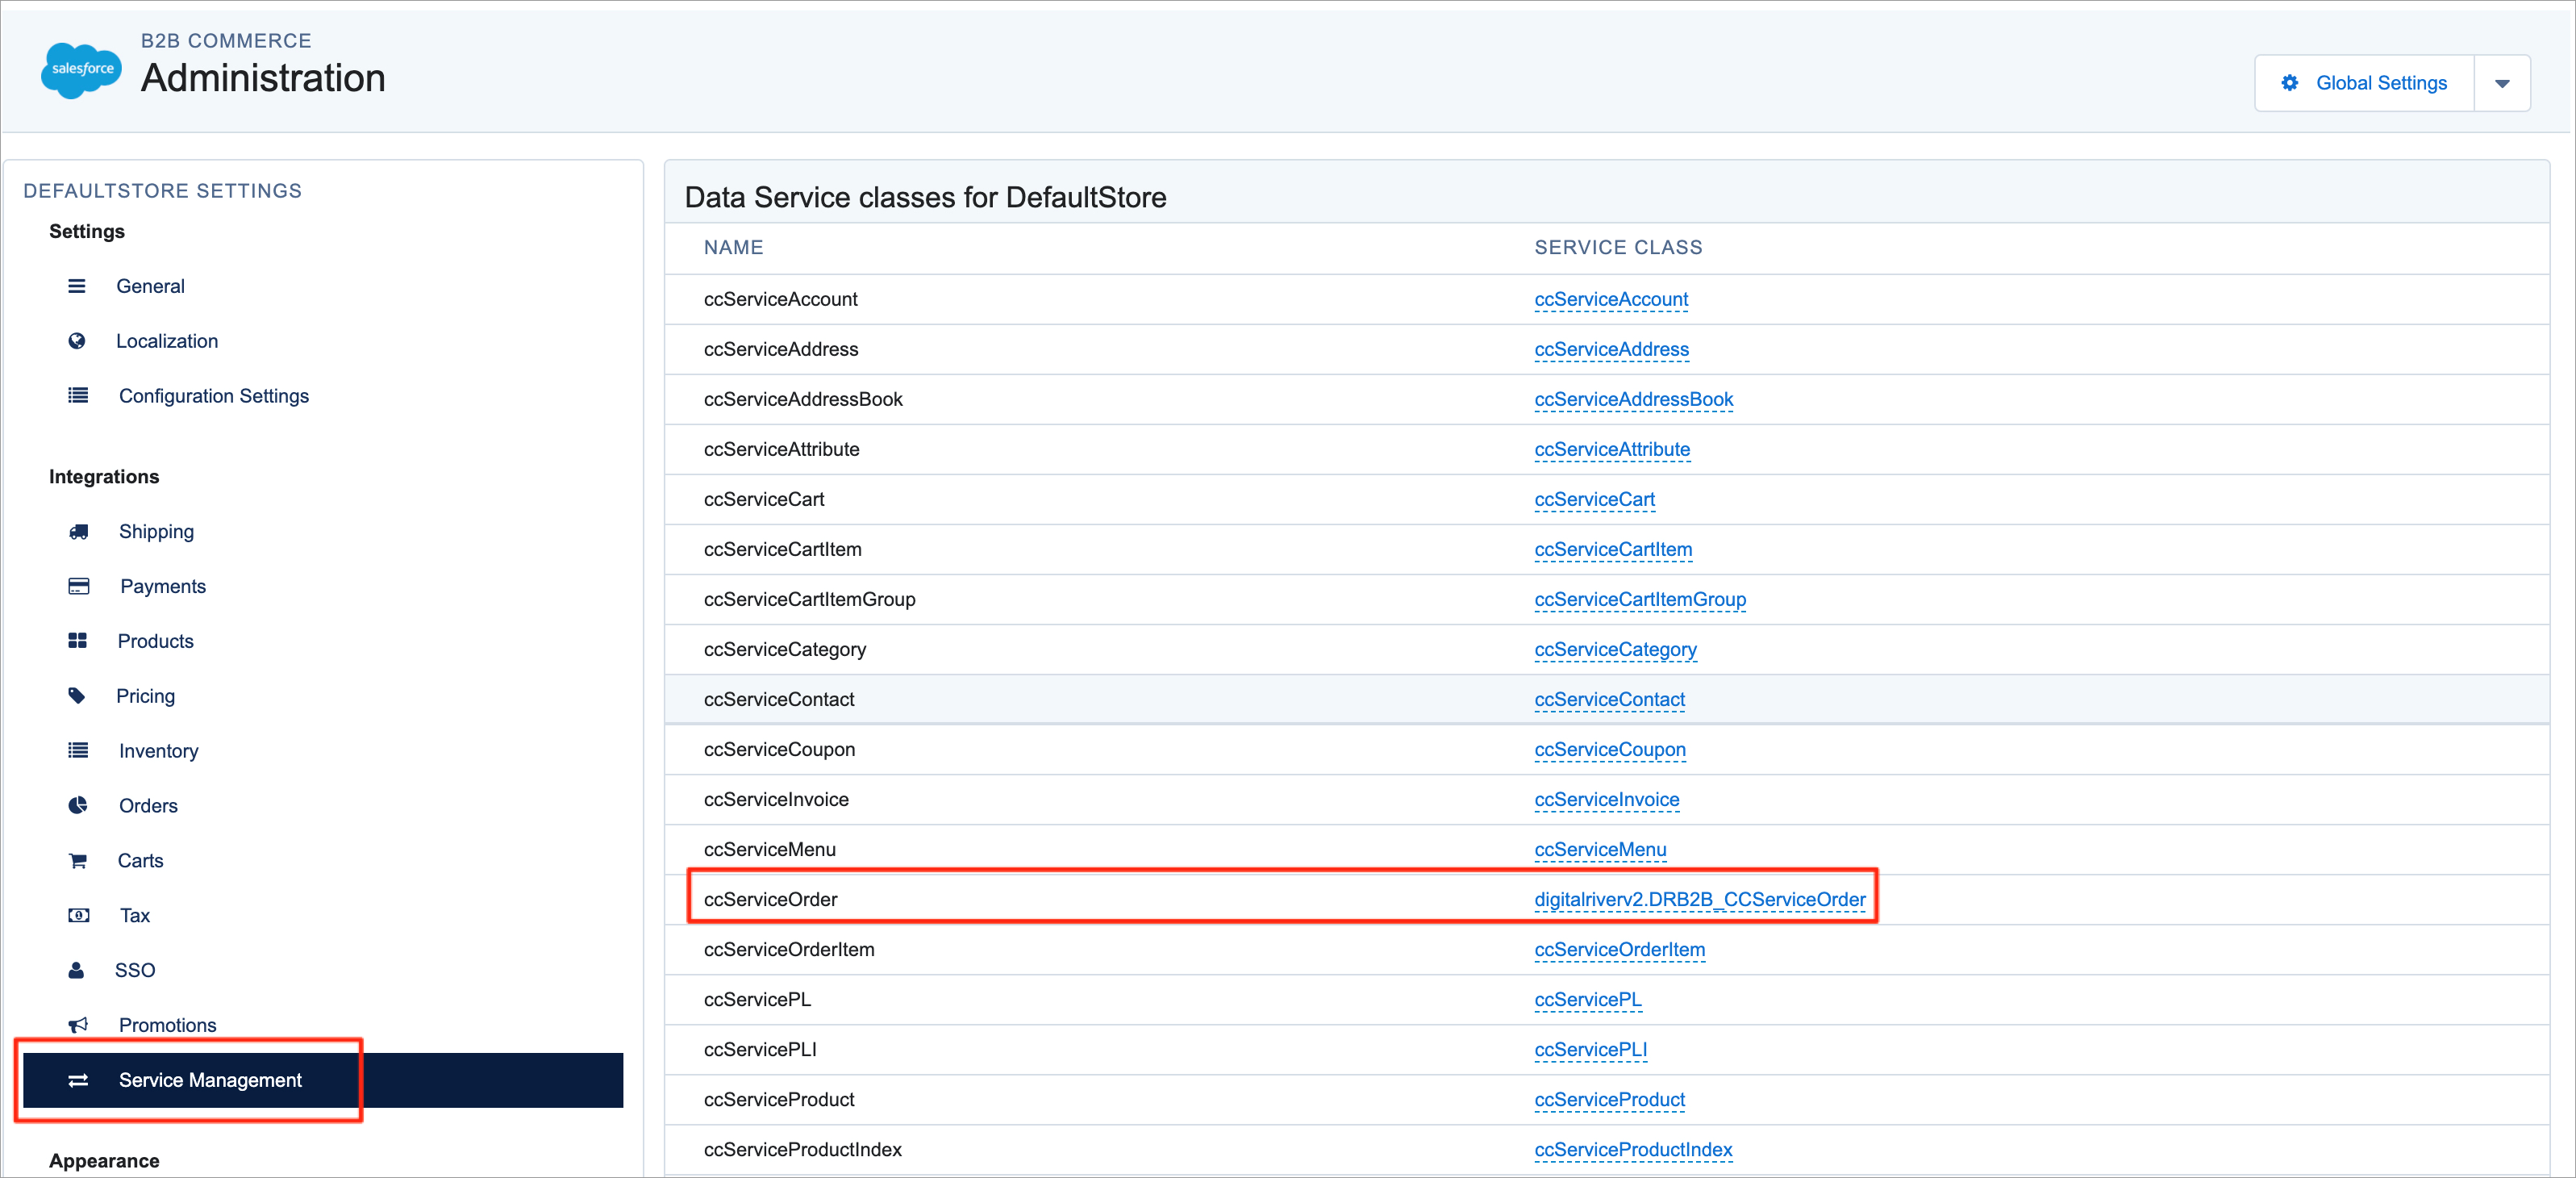 salesforce
B2B COMMERCE
Administration
Global Settings
DEFAULTSTORE SETTINGS
Settings
General
Localization
Configuration Settings
Integrations
Shipping
Payments
Products
Pricing
Inventory
Orders
Carts
Tax
SSO
Promotions
Service Management
Appearance
Data Service classes for DefaultStore
NAME SERVICE CLASS
ccServiceAccount ccServiceAccount
ccServiceAddress ccServiceAddress
ccServiceAddressBook ccServiceAddressBook
ccServiceAttribute ccServiceAttribute
ccServiceCart ccServiceCart
ccServiceCartItem ccServiceCartItem
ccServiceCartItemGroup ccServiceCartItemGroup
ccServiceCategory ccServiceCategory
ccServiceContact ccServiceContact
ccServiceCoupon ccServiceCoupon
ccServiceInvoice ccServiceInvoice
ccServiceMenu ccServiceMenu
ccServiceOrder digitalriverv2.DRB2B_CCServiceOrder
ccServiceOrderItem ccServiceOrderItem
ccServicePL ccServicePL
ccServicePLI ccServicePLI
ccServiceProduct ccServiceProduct
ccServiceProductIndex ccServiceProductIndex